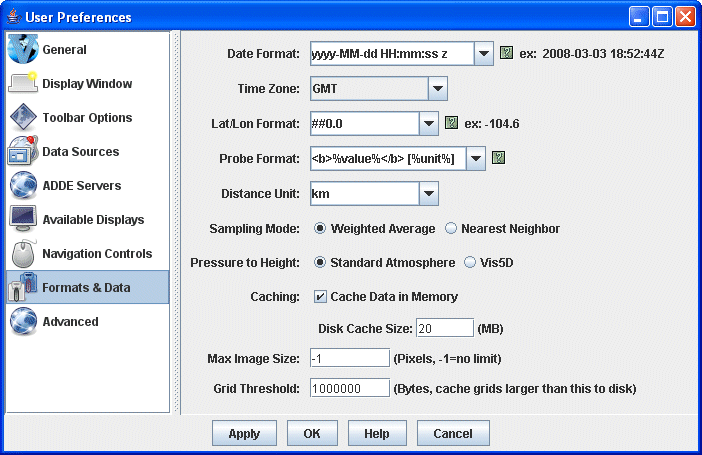 User Preferences
General
Display Window
Toolbar Options
Data Sources
ADDE Servers
Available Displays
Navigation Controls
Formats & Data
Advanced
Date Format: yyyy-MM-dd HH:mm:ss z ? ex: 2008-03-03 18:52:44Z
Time Zone: GMT
Lat/Lon Format: ##0.0 ? ex: -104.6
Probe Format: <b>%value%</b> [%unit%] ?
Distance Unit: km
Sampling Mode: Weighted Average Nearest Neighbor
Pressure to Height: Standard Atmosphere Vis5D
Caching: Cache Data in Memory
Disk Cache Size: 20 (MB)
Max Image Size: -1 (Pixels, -1=no limit)
Grid Threshold: 1000000 (Bytes, cache grids larger than this to disk)
Apply OK Help Cancel